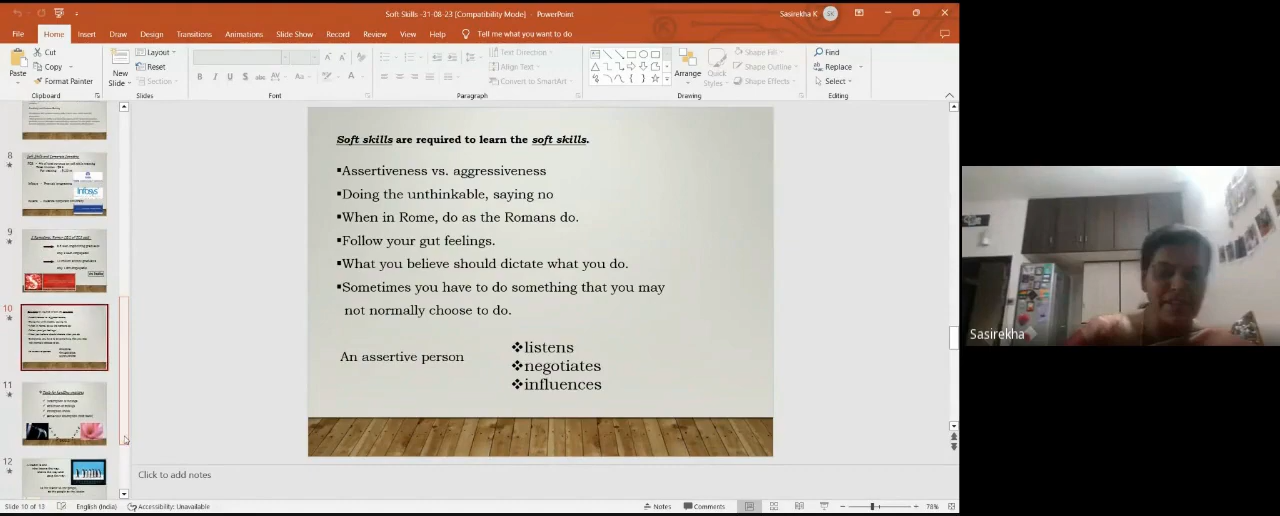 Soft Skills -31-08-23 [Compatibility Mode] - PowerPoint
Sasirekha K
SK
File Home Insert Draw Design Transitions Animations Slide Show Record Review View Help Tell me what you want to do
Paste
Cut
Copy
Format Painter
Clipboard
New Slide
Layout
Reset
Section
Slides
B I U S
Font
Text Direction
Align Text
Convert to SmartArt
Paragraph
Arrange
Quick Styles
Shape Fill
Shape Outline
Shape Effects
Drawing
Find
Replace
Select
Editing
8
Infosys
9
10
11
12
Soft skills are required to learn the soft skills.
▪Assertiveness vs. aggressiveness
▪Doing the unthinkable, saying no
▪When in Rome, do as the Romans do.
▪Follow your gut feelings.
▪What you believe should dictate what you do.
▪Sometimes you have to do something that you may
not normally choose to do.
An assertive person
❖listens
❖negotiates
❖influences
Click to add notes
Slide 10 of 13 English (India) Accessibility: Unavailable Notes Comments 78%
Sasirekha